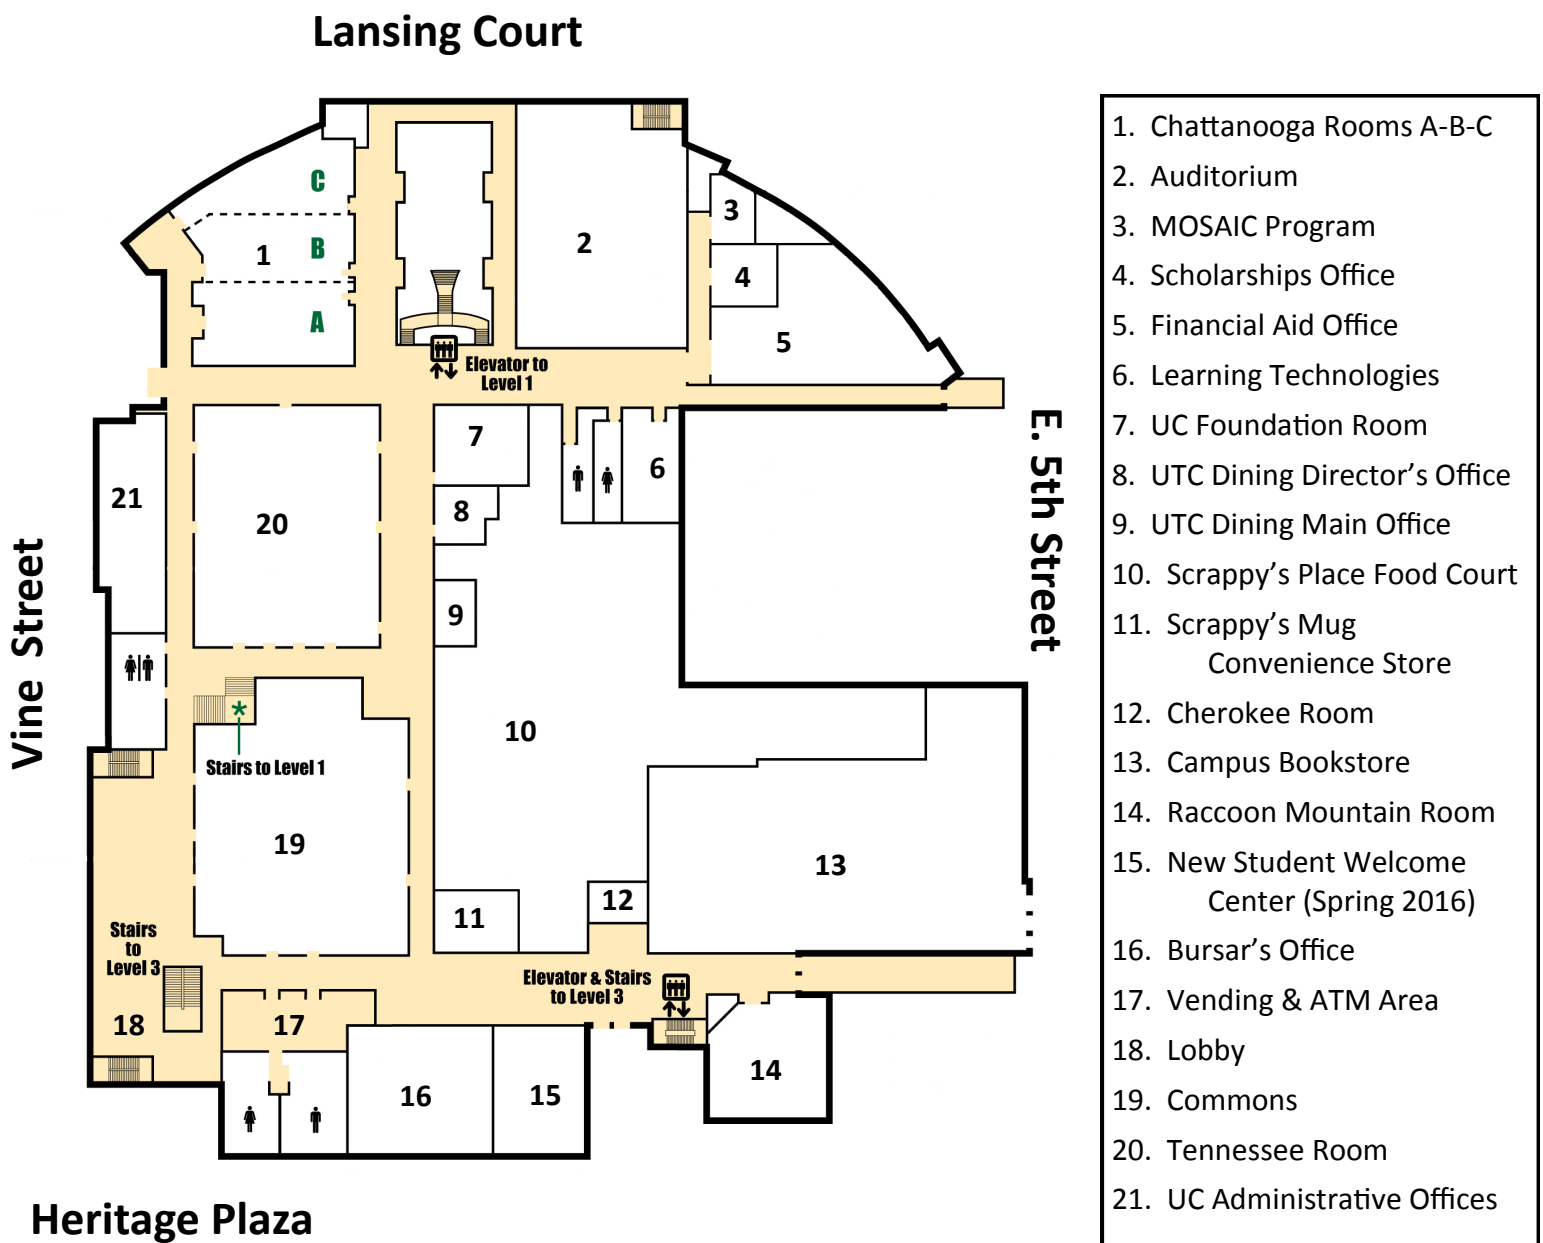 Lansing Court
C
B
1
A
2
3
4
5
Elevator to
Level 1
7
6
8
9
21
20
Vine Street
E. 5th Street
10
*
Stairs to Level 1
19
13
11
12
Stairs
to
Level 3
Elevator & Stairs
to Level 3
18
17
16
15
14
Heritage Plaza
1. Chattanooga Rooms A-B-C
2. Auditorium
3. MOSAIC Program
4. Scholarships Office
5. Financial Aid Office
6. Learning Technologies
7. UC Foundation Room
8. UTC Dining Director’s Office
9. UTC Dining Main Office
10. Scrappy’s Place Food Court
11. Scrappy’s Mug
Convenience Store
12. Cherokee Room
13. Campus Bookstore
14. Raccoon Mountain Room
15. New Student Welcome
Center (Spring 2016)
16. Bursar’s Office
17. Vending & ATM Area
18. Lobby
19. Commons
20. Tennessee Room
21. UC Administrative Offices